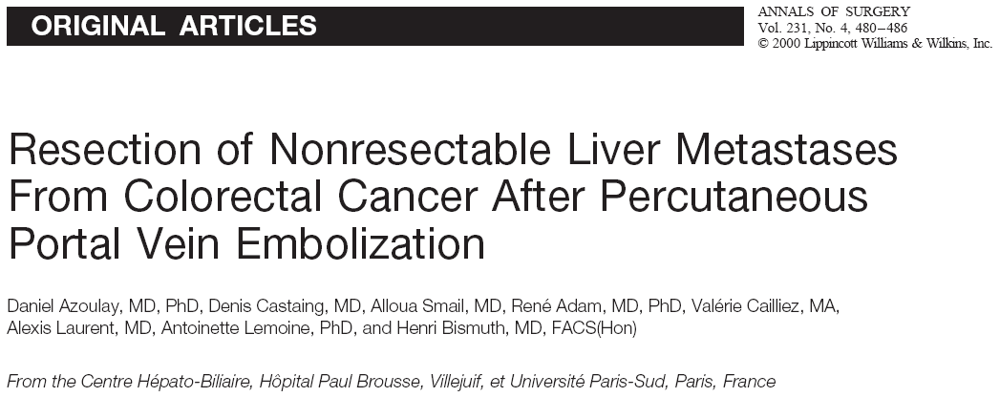 ORIGINAL ARTICLES
ANNALS OF SURGERY
Vol. 231, No. 4, 480–486
© 2000 Lippincott Williams & Wilkins, Inc.
Resection of Nonresectable Liver Metastases
From Colorectal Cancer After Percutaneous
Portal Vein Embolization
Daniel Azoulay, MD, PhD, Denis Castaing, MD, Alloua Smail, MD, René Adam, MD, PhD, Valérie Cailliez, MA,
Alexis Laurent, MD, Antoinette Lemoine, PhD, and Henri Bismuth, MD, FACS(Hon)
From the Centre Hépato-Biliaire, Hôpital Paul Brousse, Villejuif, et Université Paris-Sud, Paris, France